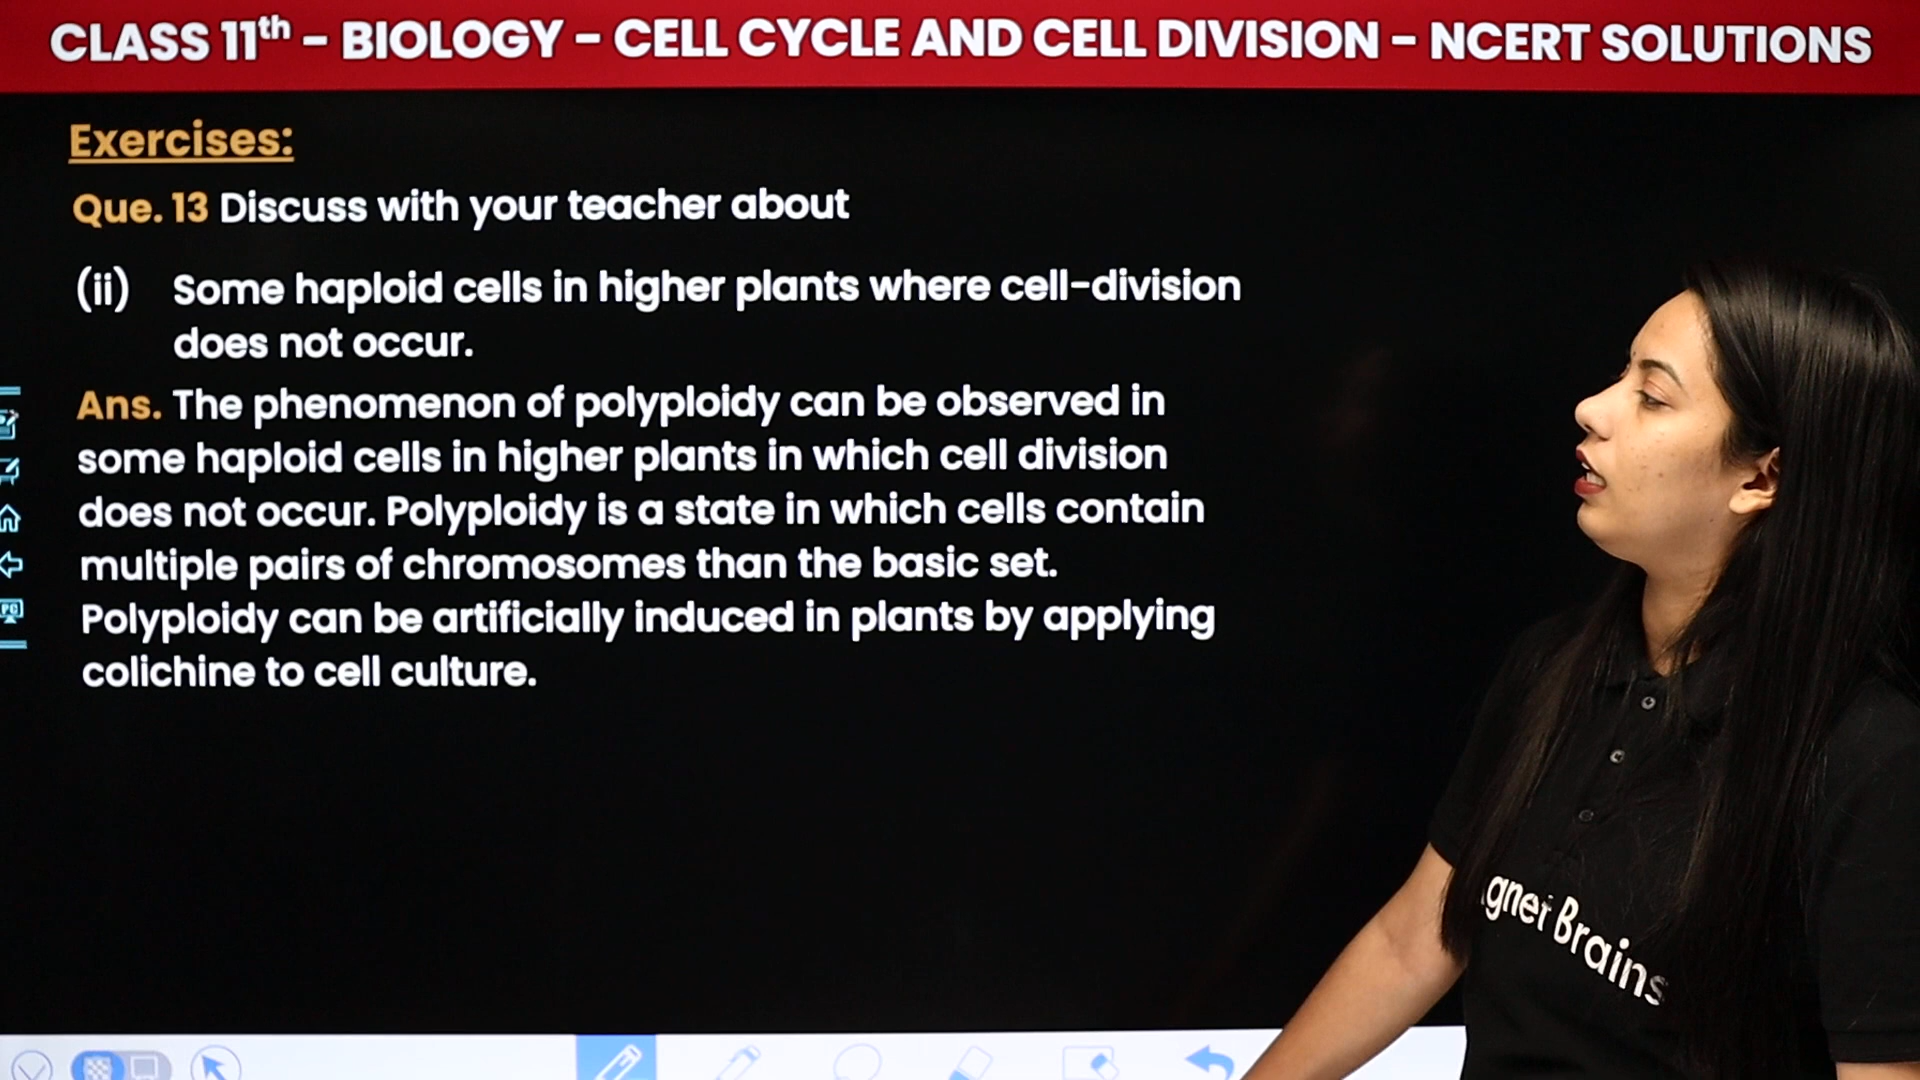 CLASS 11th - BIOLOGY - CELL CYCLE AND CELL DIVISION - NCERT SOLUTIONS
Exercises:
Que. 13 Discuss with your teacher about
(ii) Some haploid cells in higher plants where cell-division
does not occur.
Ans. The phenomenon of polyploidy can be observed in
some haploid cells in higher plants in which cell division
does not occur. Polyploidy is a state in which cells contain
multiple pairs of chromosomes than the basic set.
Polyploidy can be artificially induced in plants by applying
colichine to cell culture.
PC
gnet Brains